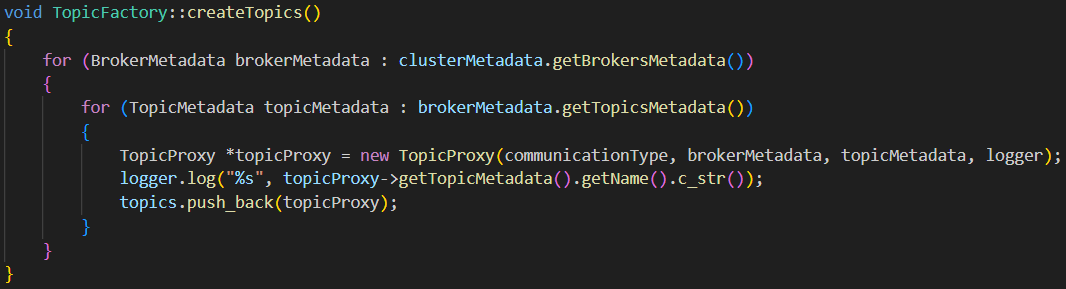 void TopicFactory::createTopics()
{
    for (BrokerMetadata brokerMetadata : clusterMetadata.getBrokersMetadata())
    {
        for (TopicMetadata topicMetadata : brokerMetadata.getTopicsMetadata())
        {
            TopicProxy *topicProxy = new TopicProxy(communicationType, brokerMetadata, topicMetadata, logger);
            logger.log("%s", topicProxy->getTopicMetadata().getName().c_str());
            topics.push_back(topicProxy);
        }
    }
}